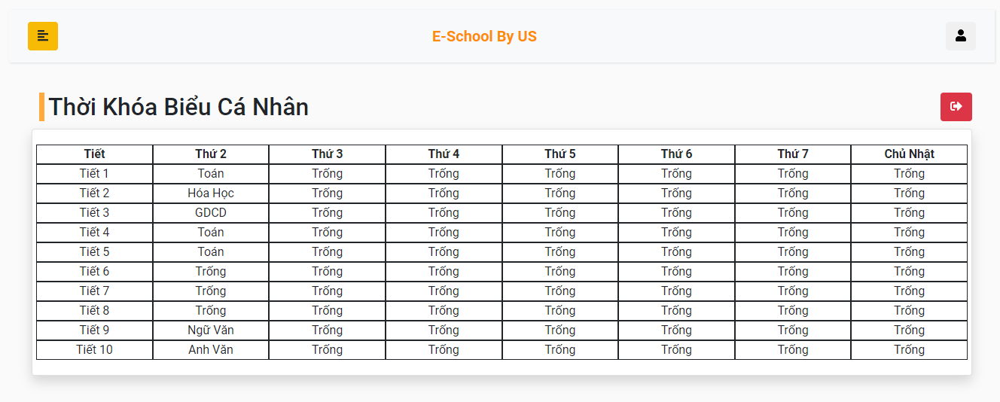 E-School By US
Thời Khóa Biểu Cá Nhân
Tiết Thứ 2 Thứ 3 Thứ 4 Thứ 5 Thứ 6 Thứ 7 Chủ Nhật
Tiết 1 Toán Trống Trống Trống Trống Trống Trống
Tiết 2 Hóa Học Trống Trống Trống Trống Trống Trống
Tiết 3 GDCD Trống Trống Trống Trống Trống Trống
Tiết 4 Toán Trống Trống Trống Trống Trống Trống
Tiết 5 Toán Trống Trống Trống Trống Trống Trống
Tiết 6 Trống Trống Trống Trống Trống Trống Trống
Tiết 7 Trống Trống Trống Trống Trống Trống Trống
Tiết 8 Trống Trống Trống Trống Trống Trống Trống
Tiết 9 Ngữ Văn Trống Trống Trống Trống Trống Trống
Tiết 10 Anh Văn Trống Trống Trống Trống Trống Trống